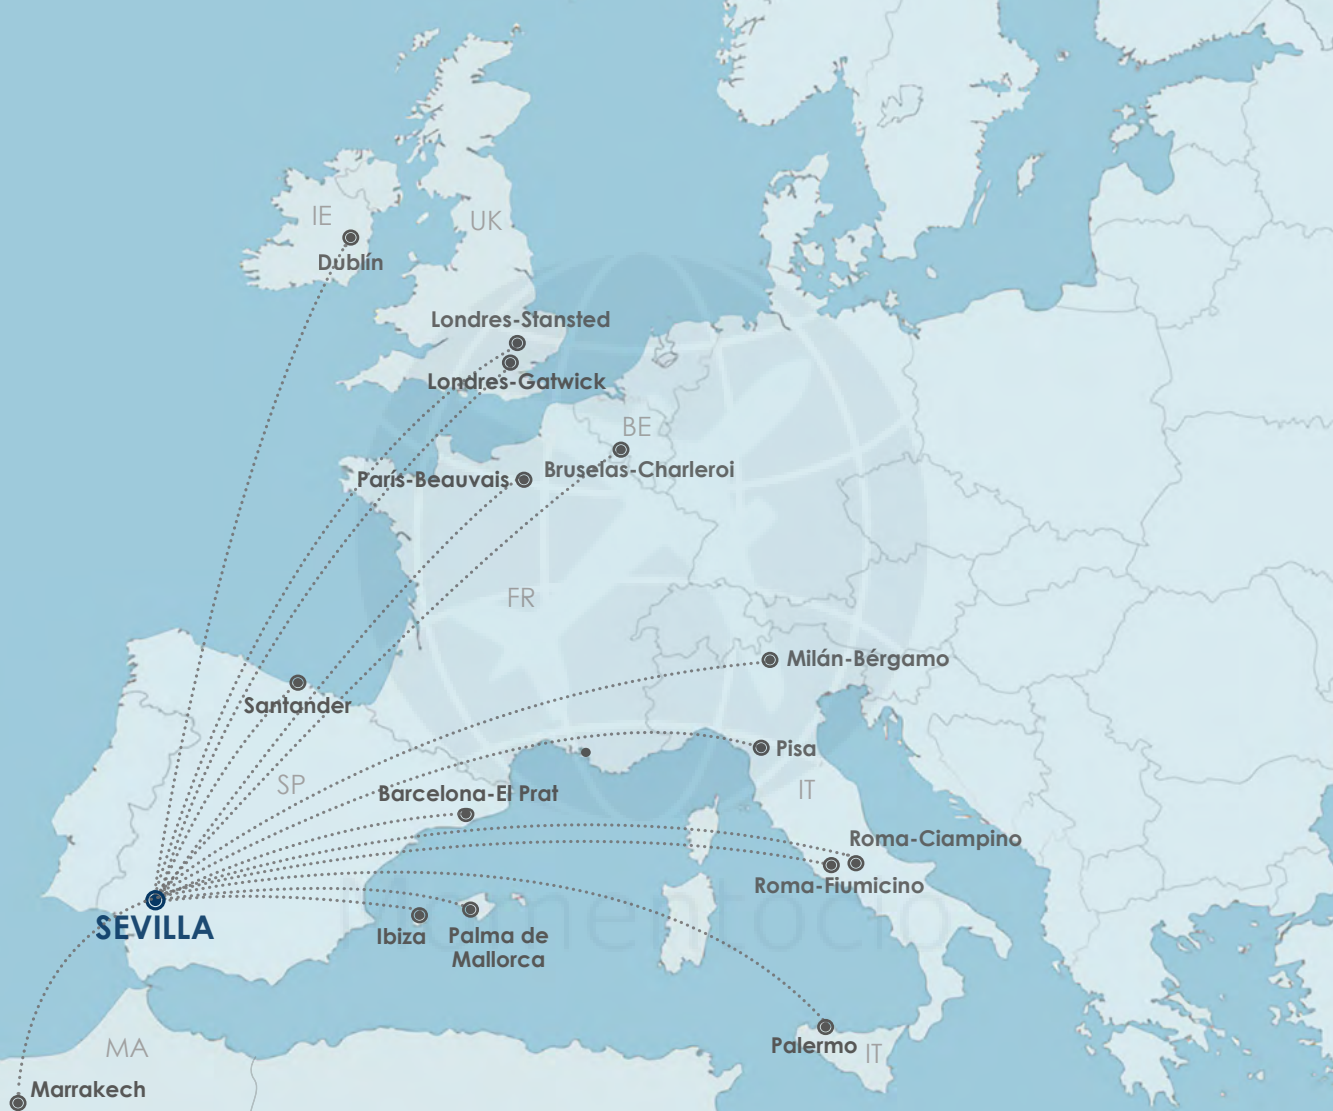 IE
UK
Dublín
Londres-Stansted
Londres-Gatwick
BE
Bruselas-Charleroi
París-Beauvais
FR
Milán-Bérgamo
Santander
Pisa
SP
Barcelona-El Prat
IT
Roma-Ciampino
Roma-Fiumicino
SEVILLA
Ibiza
Palma de
Mallorca
Momentocio
Palermo
IT
MA
Marrakech